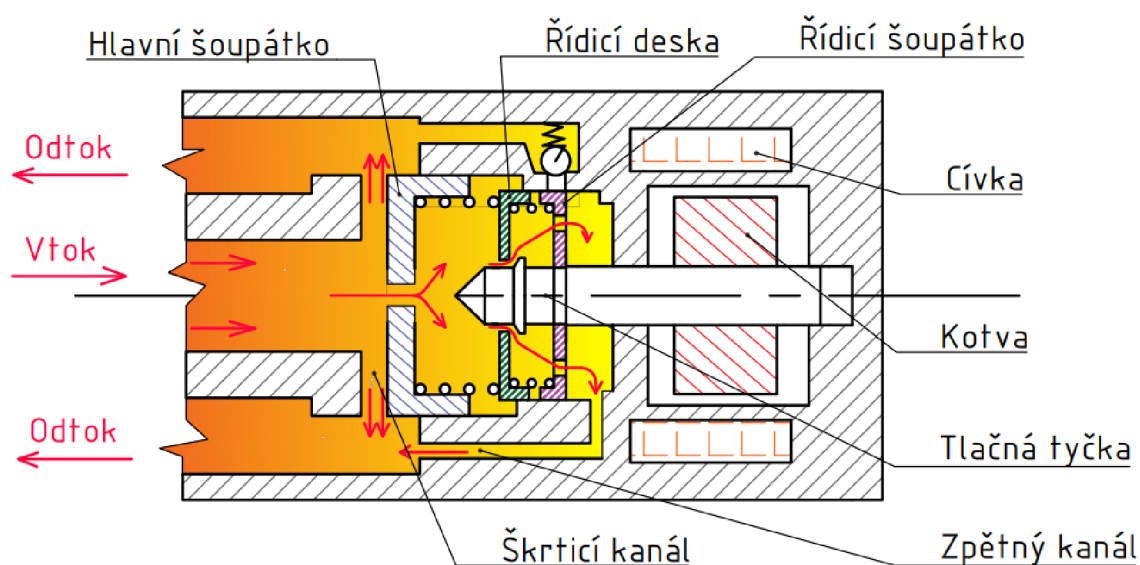 Hlavní šoupátko
Řídicí deska
Řídicí šoupátko
Odtok
Cívka
Vtok
Kotva
Odtok
Tlačná tyčka
Škrticí kanál
Zpětný kanál